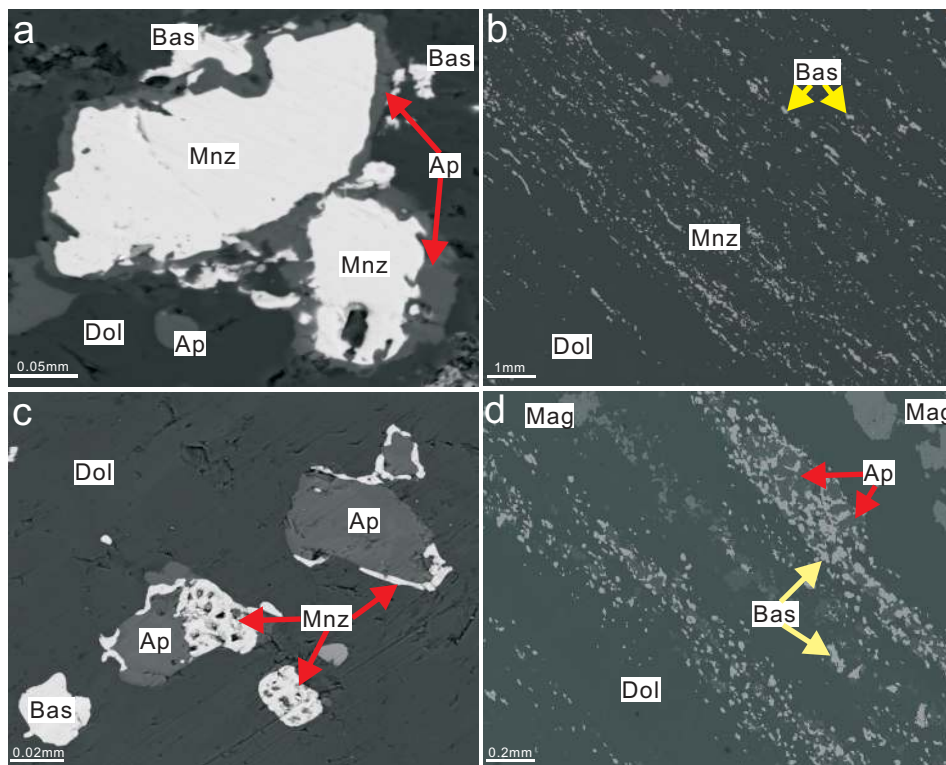 a
Bas
Bas
Mnz
Ap
Mnz
Dol
Ap
0.05mm
b
Bas
Mnz
Dol
1mm
c
Dol
Ap
Mnz
Ap
Bas
0.02mm
d
Mag
Mag
Ap
Bas
Dol
0.2mm